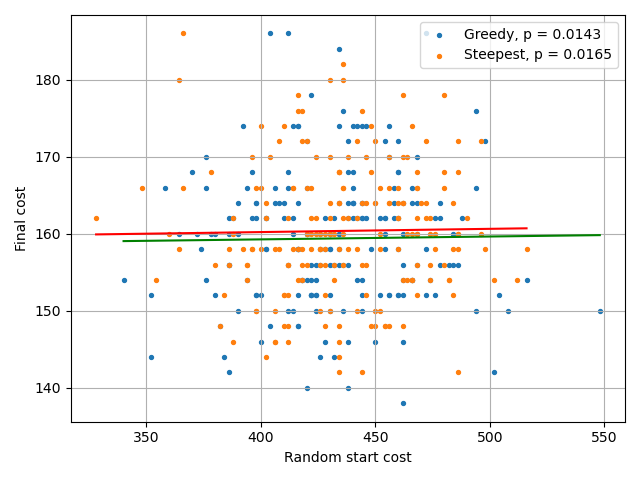 Greedy, p = 0.0143
Steepest, p = 0.0165
Final cost
180
170
160
150
140
350
400
450
500
550
Random start cost